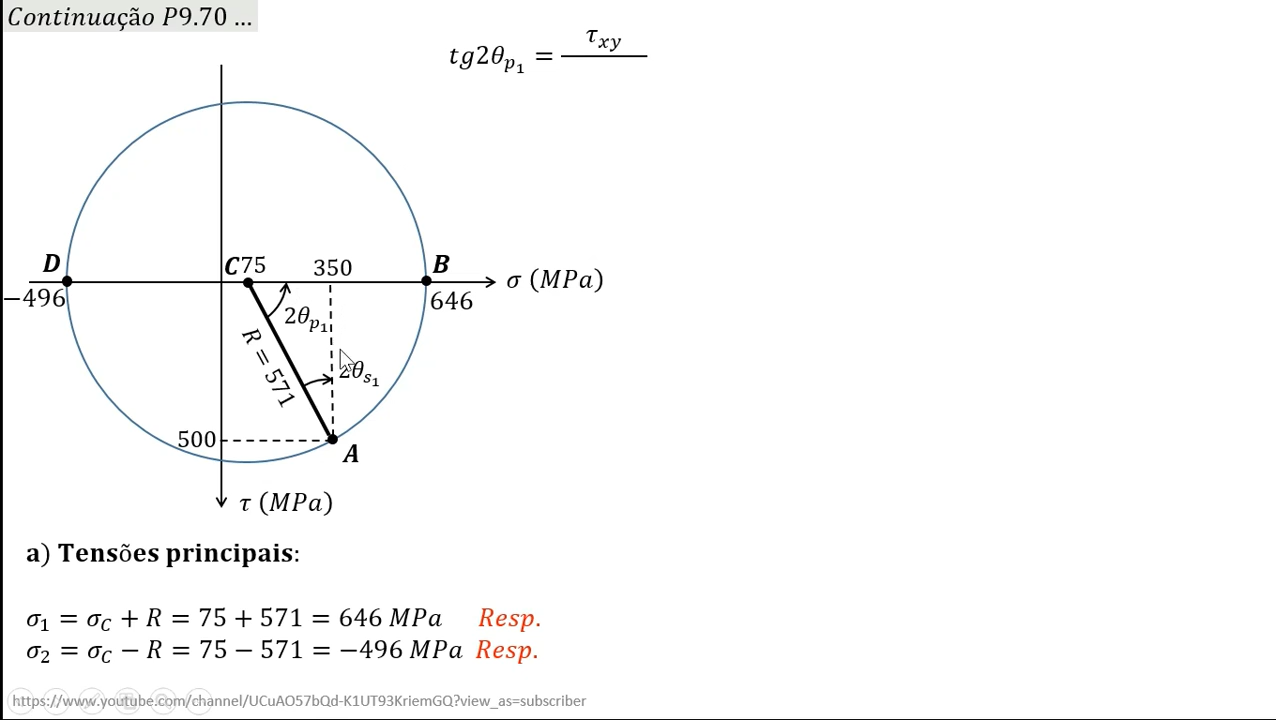 Continuação P9.70 ...
tg2θp₁ = τxy
D
C 75
350
B
σ (MPa)
−496
646
2θp₁
R = 571
2θs₁
500
A
τ (MPa)
a) Tensões principais:
σ₁ = σC + R = 75 + 571 = 646 MPa Resp.
σ₂ = σC − R = 75 − 571 = −496 MPa Resp.
https://www.youtube.com/channel/UCuAO57bQd-K1UT93KriemGQ?view_as=subscriber